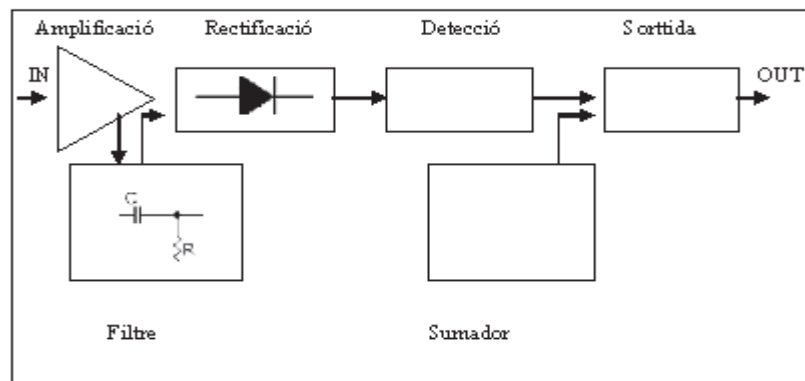 Amplificació Rectificació Detecció Sorttida
IN OUT
C
R
Filtre Sumador